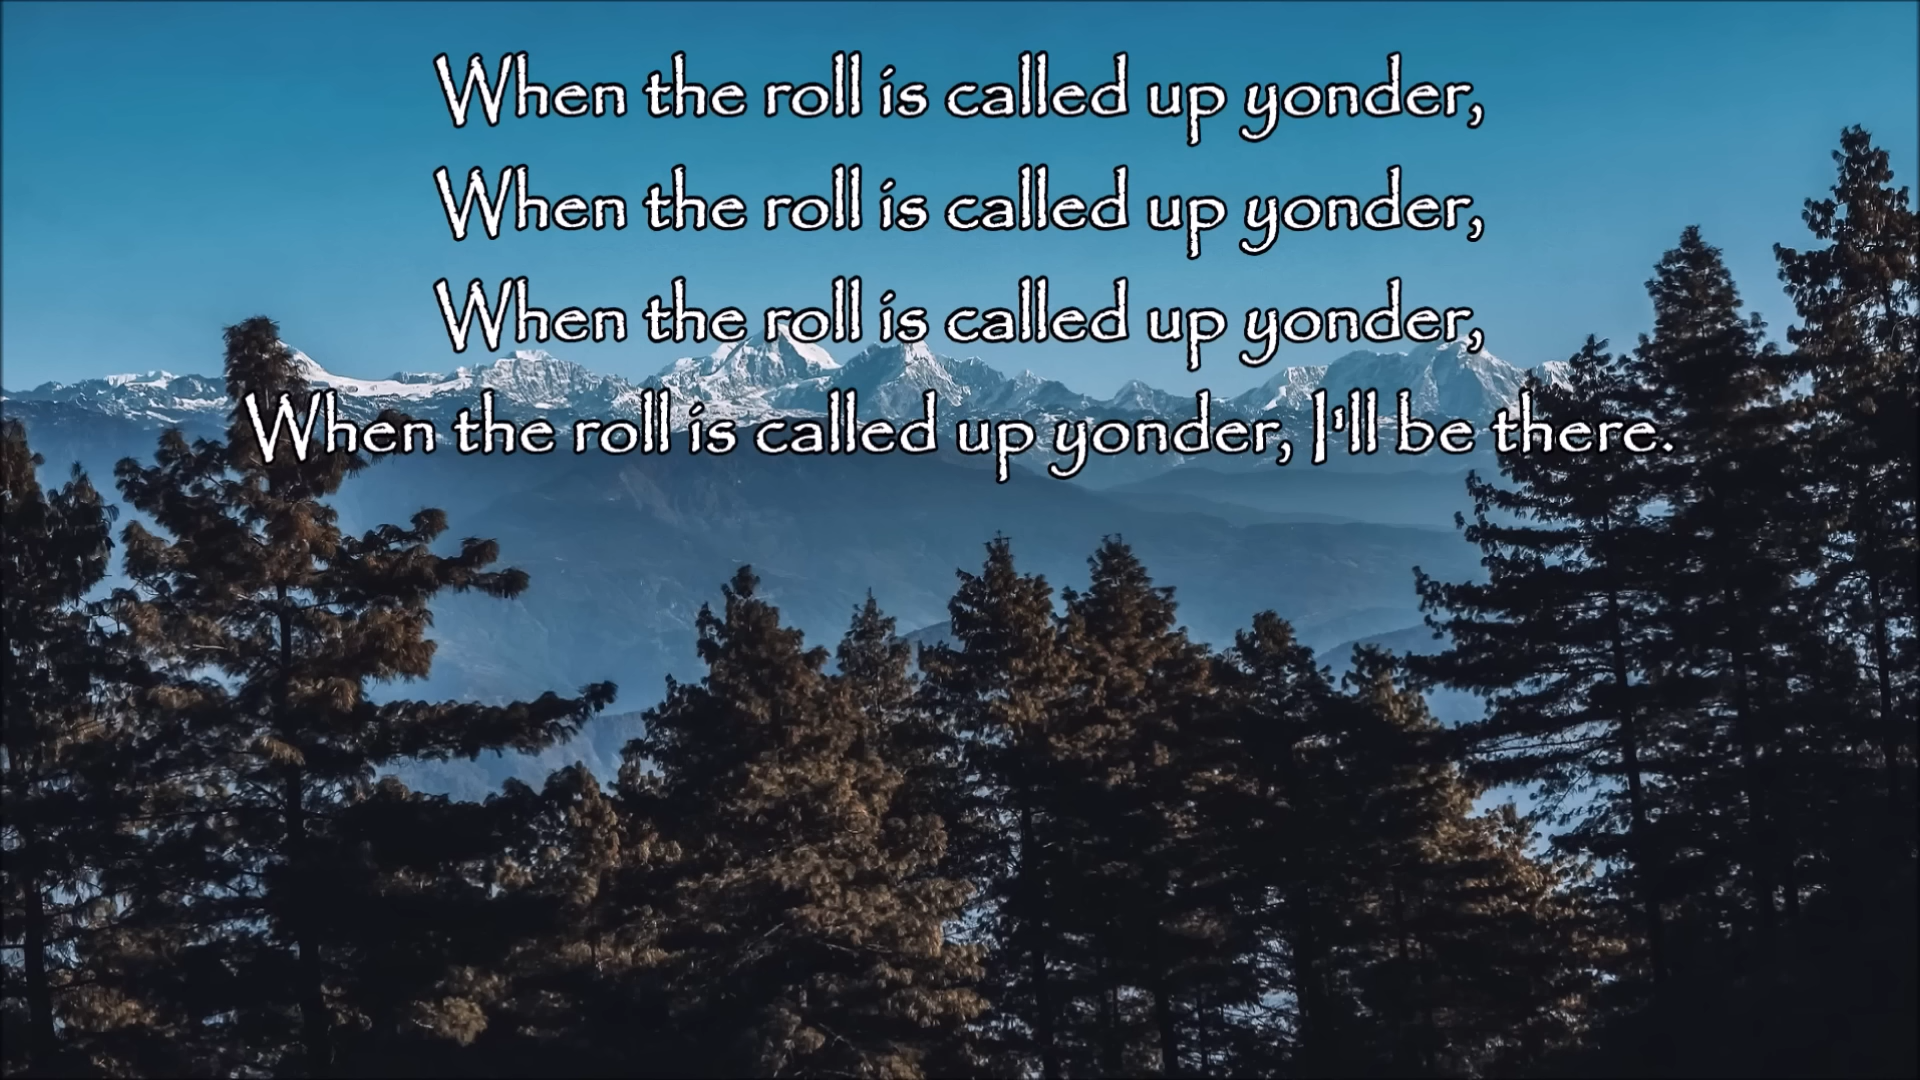 When the roll is called up yonder,
When the roll is called up yonder,
When the roll is called up yonder,
When the roll is called up yonder, I'll be there.